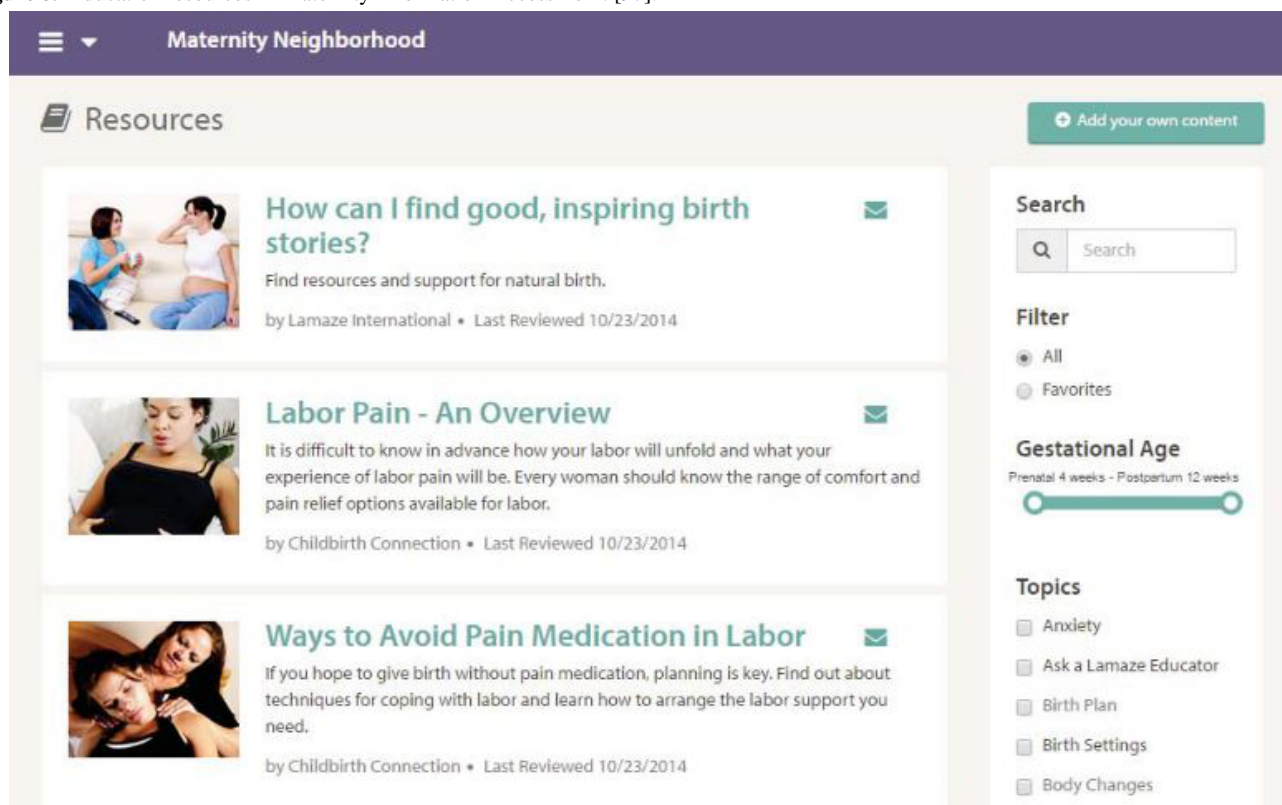 Maternity Neighborhood
Resources
Add your own content
How can I find good, inspiring birth
stories?
Find resources and support for natural birth.
by Lamaze International • Last Reviewed 10/23/2014
Labor Pain - An Overview
It is difficult to know in advance how your labor will unfold and what your
experience of labor pain will be. Every woman should know the range of comfort and
pain relief options available for labor.
by Childbirth Connection • Last Reviewed 10/23/2014
Ways to Avoid Pain Medication in Labor
If you hope to give birth without pain medication, planning is key. Find out about
techniques for coping with labor and learn how to arrange the labor support you
need.
by Childbirth Connection • Last Reviewed 10/23/2014
Search
Search
Filter
All
Favorites
Gestational Age
Prenatal 4 weeks - Postpartum 12 weeks
Topics
Anxiety
Ask a Lamaze Educator
Birth Plan
Birth Settings
Body Changes